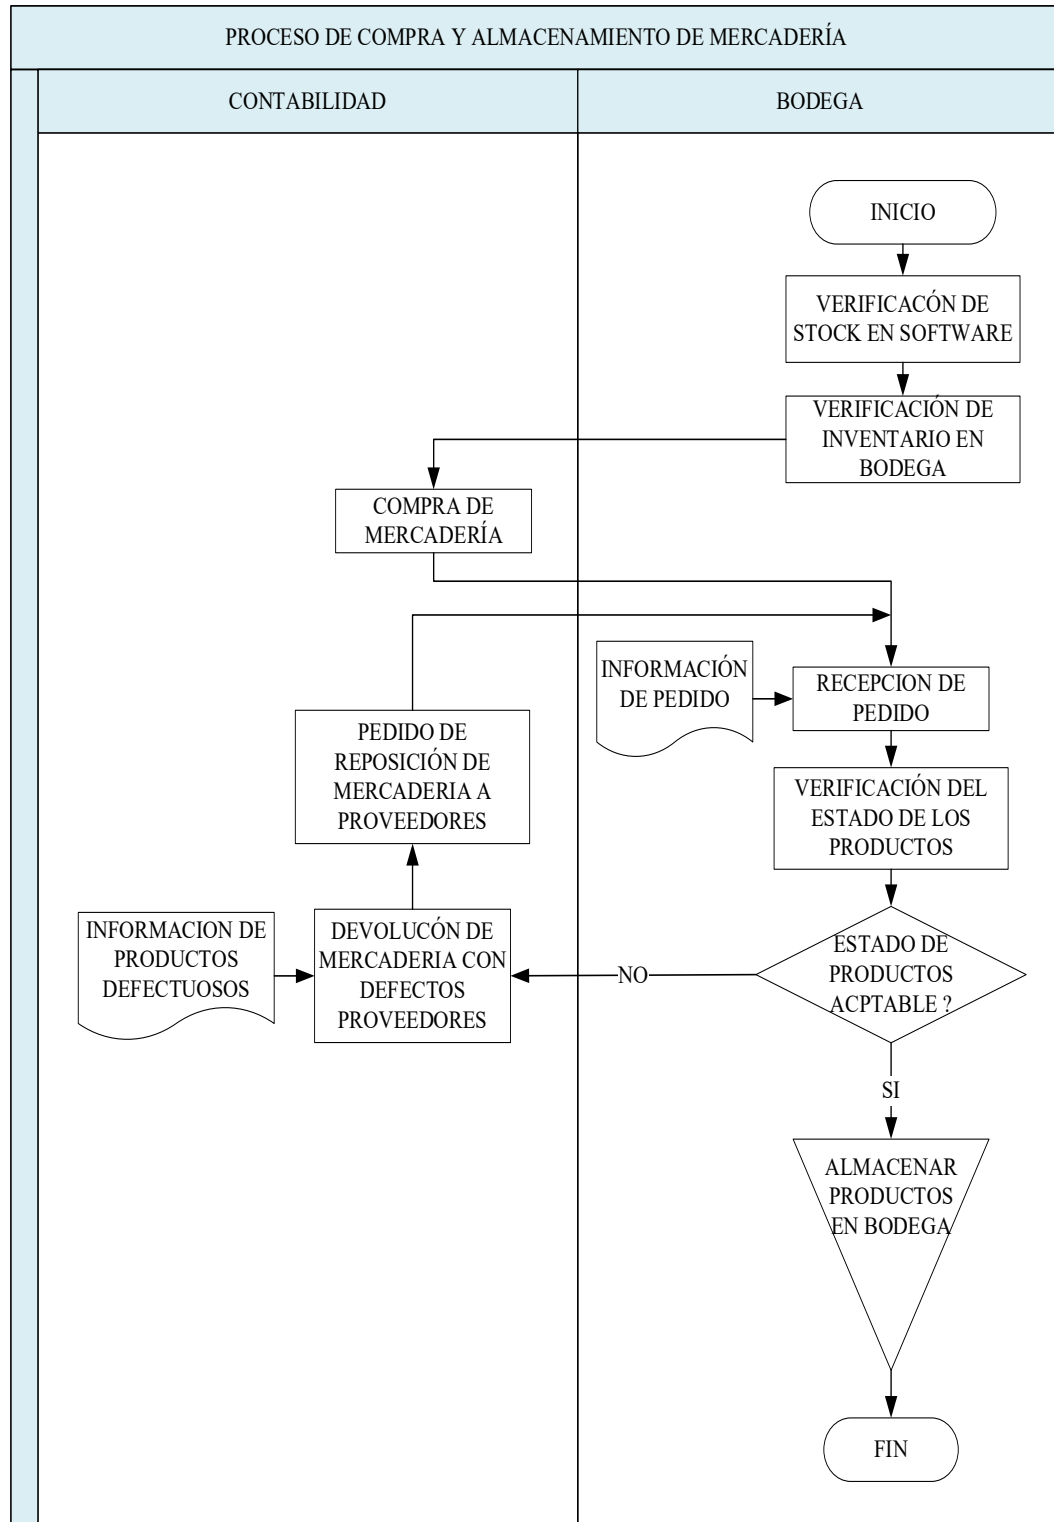 PROCESO DE COMPRA Y ALMACENAMIENTO DE MERCADERÍA
CONTABILIDAD
BODEGA
INICIO
VERIFICACÓN DE
STOCK EN SOFTWARE
VERIFICACIÓN DE
INVENTARIO EN
BODEGA
COMPRA DE
MERCADERÍA
INFORMACIÓN
DE PEDIDO
RECEPCION DE
PEDIDO
PEDIDO DE
REPOSICIÓN DE
MERCADERIA A
PROVEEDORES
VERIFICACIÓN DEL
ESTADO DE LOS
PRODUCTOS
INFORMACION DE
PRODUCTOS
DEFECTUOSOS
DEVOLUCÓN DE
MERCADERIA CON
DEFECTOS
PROVEEDORES
NO
ESTADO DE
PRODUCTOS
ACPTABLE ?
SI
ALMACENAR
PRODUCTOS
EN BODEGA
FIN